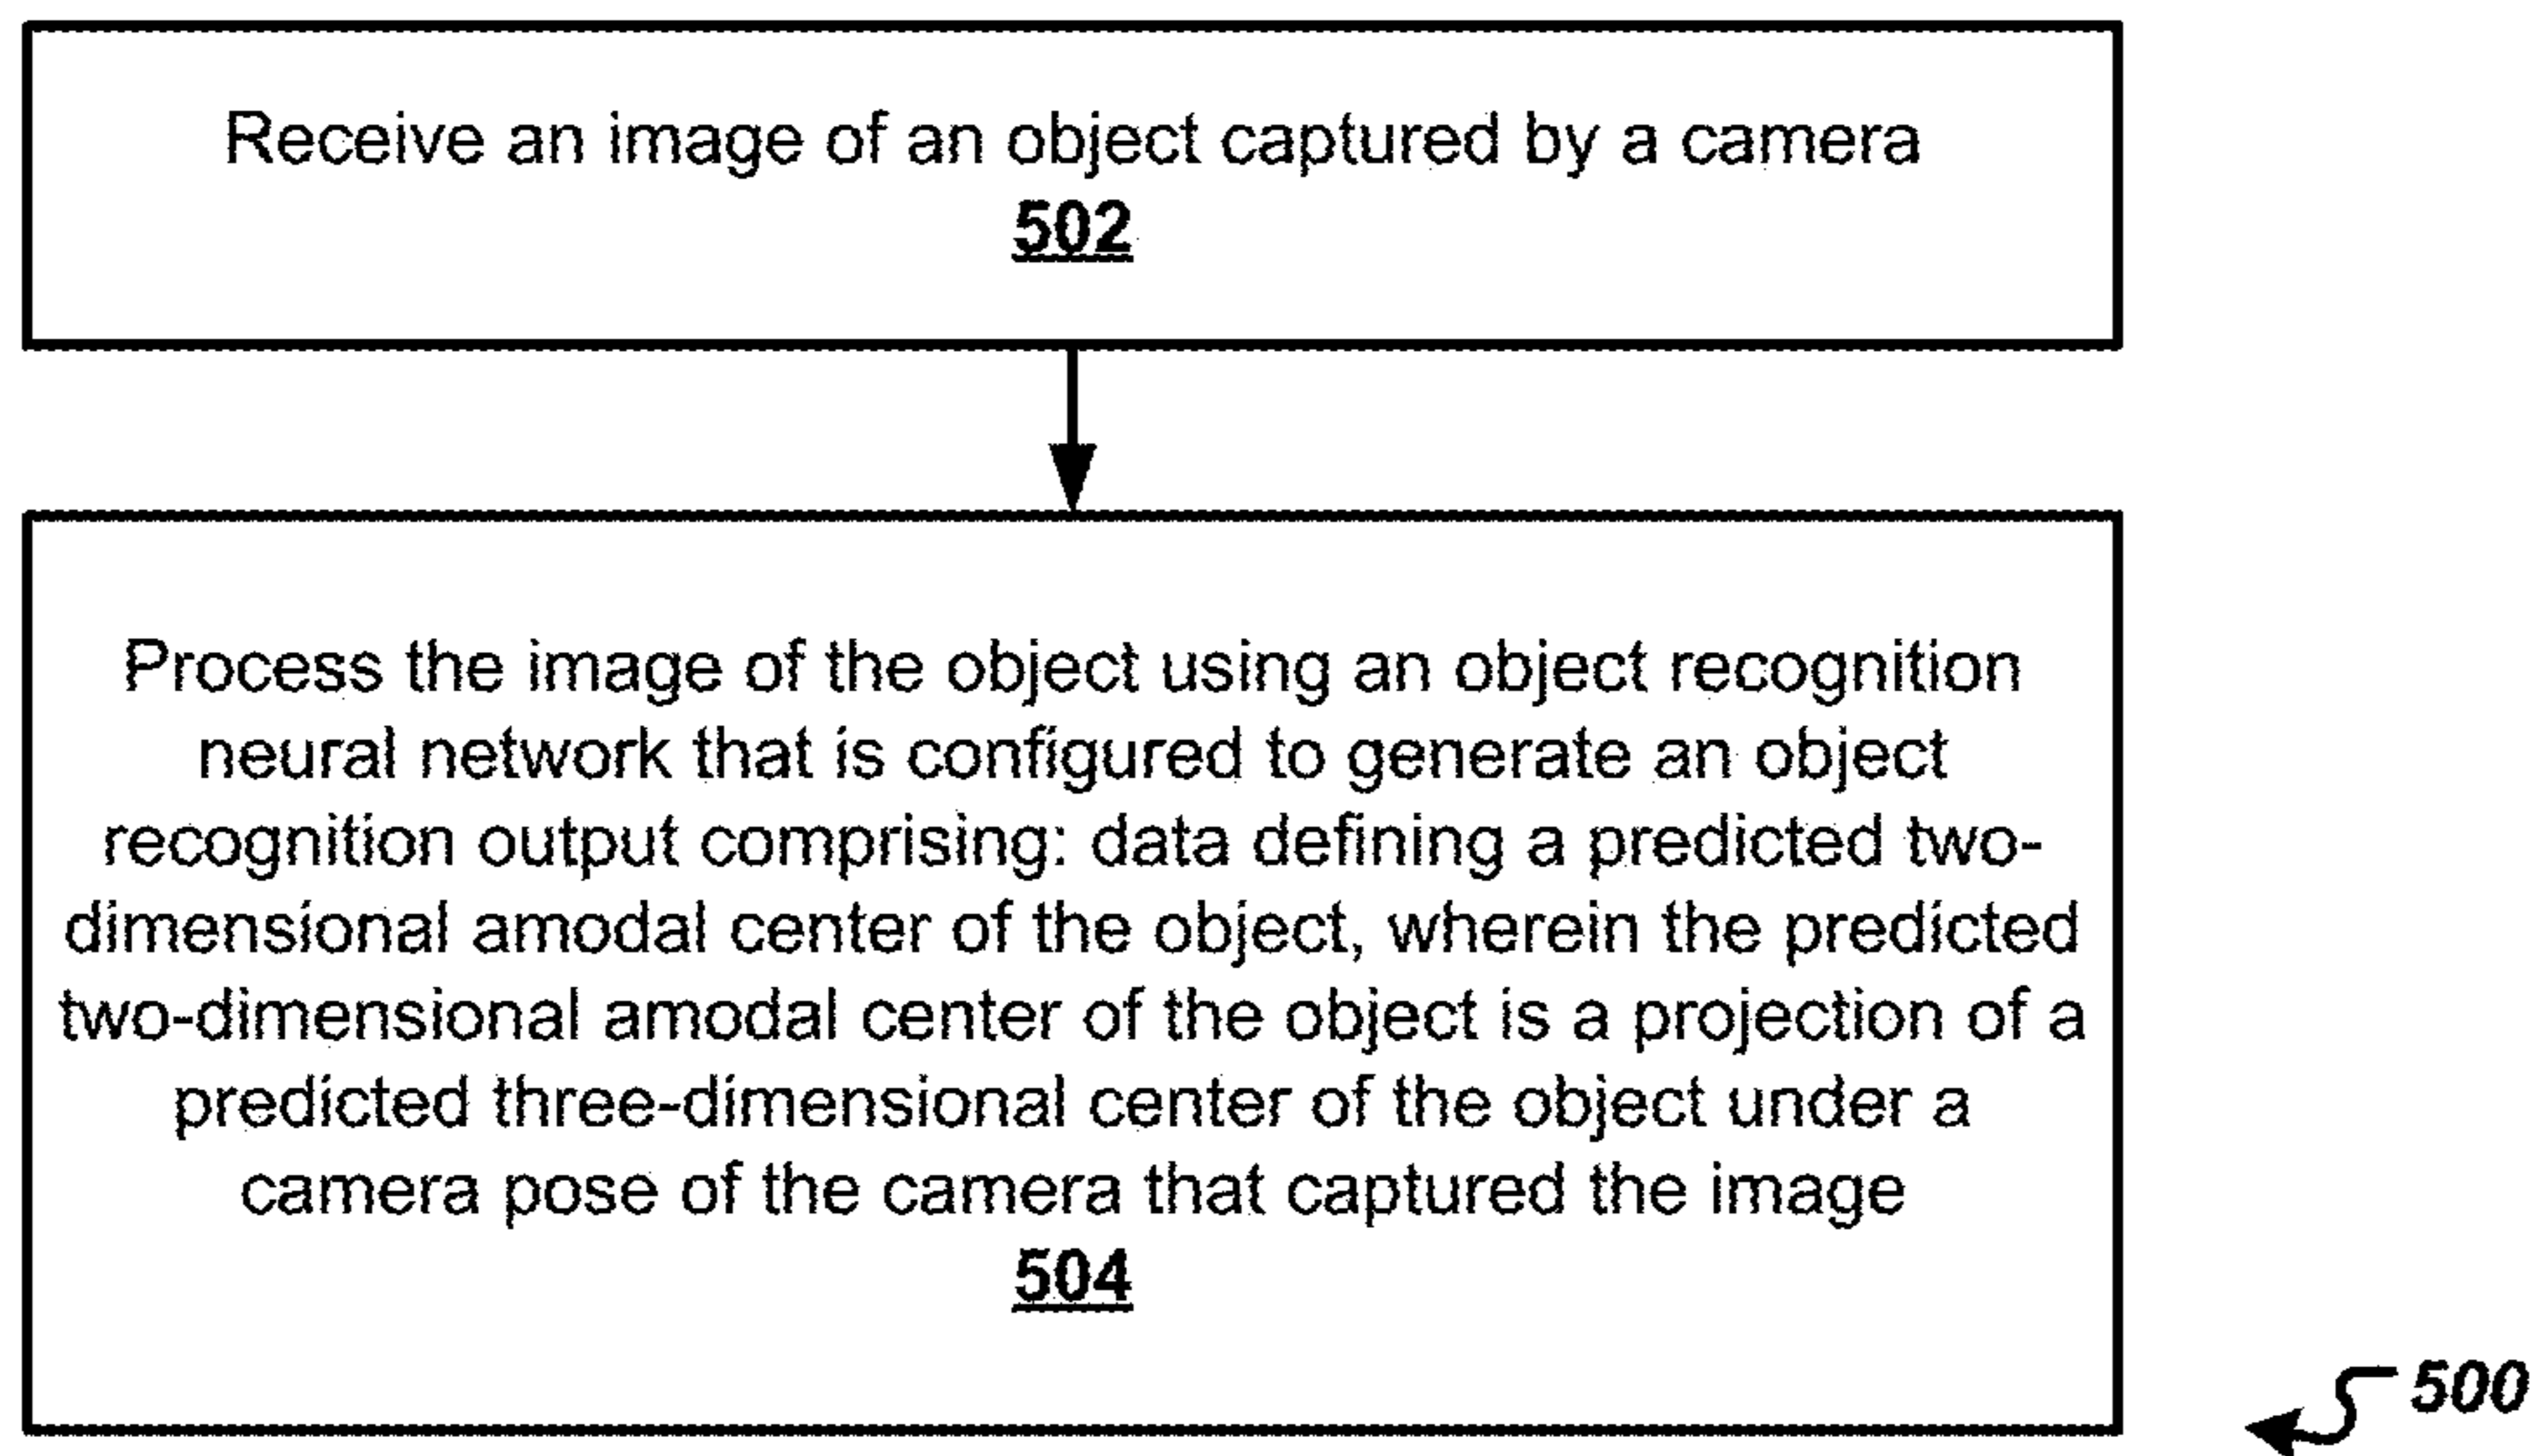 Receive an image of an object captured by a camera
502
Process the image of the object using an object recognition
neural network that is configured to generate an object
recognition output comprising: data defining a predicted two-
dimensional amodal center of the object, wherein the predicted
two-dimensional amodal center of the object is a projection of a
predicted three-dimensional center of the object under a
camera pose of the camera that captured the image
504
500